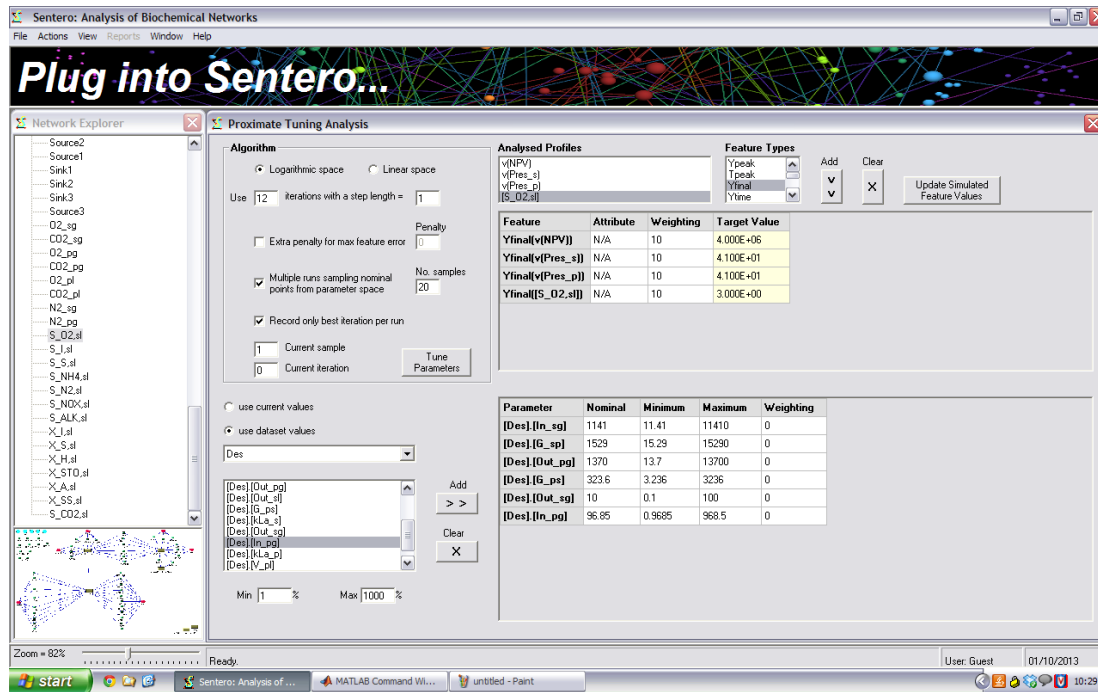 Sentero: Analysis of Biochemical Networks
File Actions View Reports Window Help
Plug into Sentero...
Network Explorer
Source2
Source1
Sink1
Sink2
Sink3
Source3
O2_sg
CO2_sg
O2_pg
CO2_pg
O2_pl
CO2_pl
N2_sg
N2_pg
S_O2,sl
S_I,sl
S_S,sl
S_NH4,sl
S_N2,sl
S_NOX,sl
S_ALK,sl
X_I,sl
X_S,sl
X_H,sl
X_STO,sl
X_A,sl
X_SS,sl
S_CO2,sl
Zoom = 82%
Proximate Tuning Analysis
Algorithm
Logarithmic space Linear space
Use 12 iterations with a step length = 1
Penalty
Extra penalty for max feature error 0
No. samples
Multiple runs sampling nominal
points from parameter space 20
Record only best iteration per run
1 Current sample
0 Current iteration
Tune
Parameters
use current values
use dataset values
Des
[Des].[Out_pg]
[Des].[Out_sl]
[Des].[G_ps]
[Des].[kLa_s]
[Des].[Out_sg]
[Des].[In_pg]
[Des].[kLa_p]
[Des].[V_pl]
Add
> >
Clear
X
Min 1 % Max 1000 %
Analysed Profiles
v(NPV)
v(Pres_s)
v(Pres_p)
[S_O2,sl]
Feature Types
Ypeak
Tpeak
Yfinal
Ytime
Add
v
v
Clear
X
Update Simulated
Feature Values
Feature Attribute Weighting Target Value
Yfinal(v(NPV)) N/A 10 4.000E+06
Yfinal(v(Pres_s)) N/A 10 4.100E+01
Yfinal(v(Pres_p)) N/A 10 4.100E+01
Yfinal([S_O2,sl]) N/A 10 3.000E+00
Parameter Nominal Minimum Maximum Weighting
[Des].[In_sg] 1141 11.41 11410 0
[Des].[G_sp] 1529 15.29 15290 0
[Des].[Out_pg] 1370 13.7 13700 0
[Des].[G_ps] 323.6 3.236 3236 0
[Des].[Out_sg] 10 0.1 100 0
[Des].[In_pg] 96.85 0.9685 968.5 0
Ready.
User: Guest 01/10/2013
start
Sentero: Analysis of ...
MATLAB Command Wi...
untitled - Paint
10:29